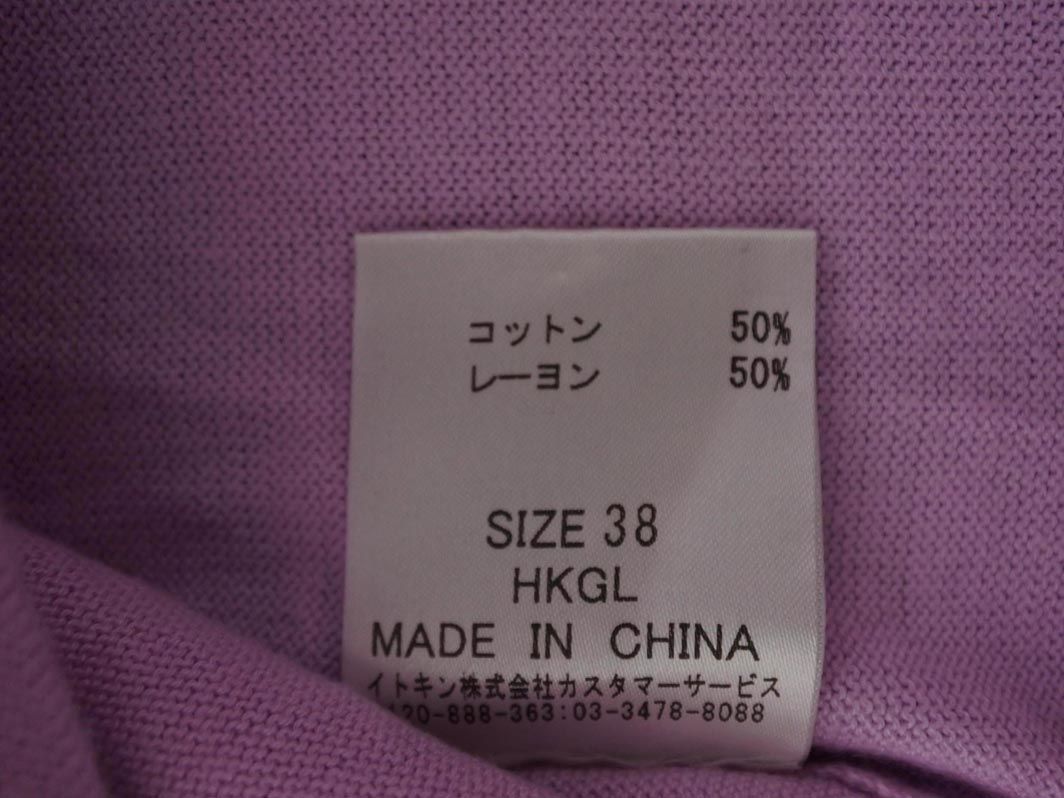 コットン 50%
レーヨン 50%
SIZE 38
HKGL
MADE IN CHINA
イトキン株式会社カスタマーサービス
120-888-363:03-3478-8088